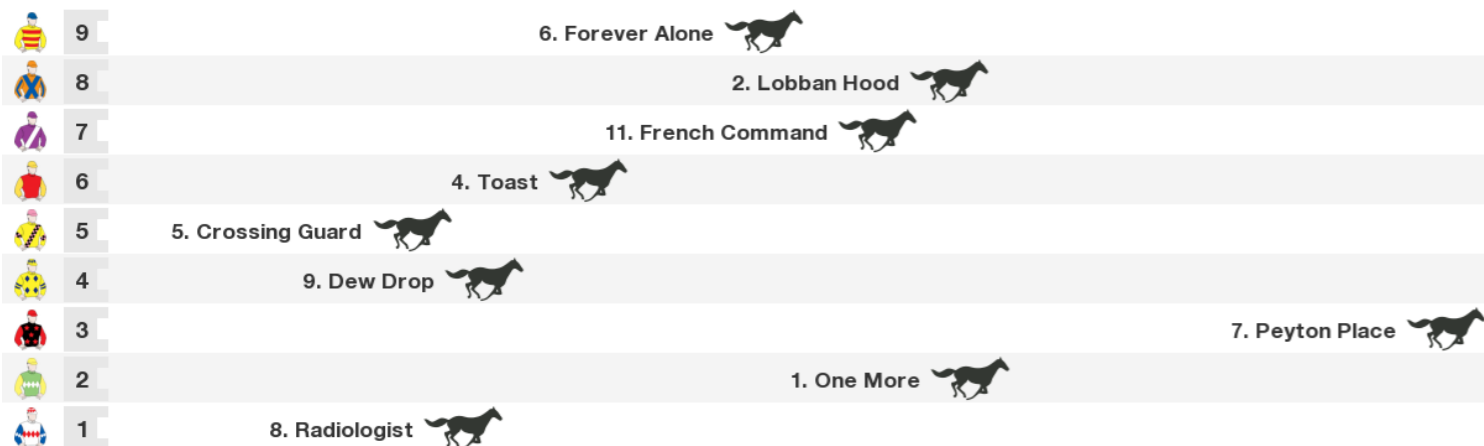 9 6. Forever Alone
8 2. Lobban Hood
7 11. French Command
6 4. Toast
5 5. Crossing Guard
4 9. Dew Drop
3 7. Peyton Place
2 1. One More
1 8. Radiologist